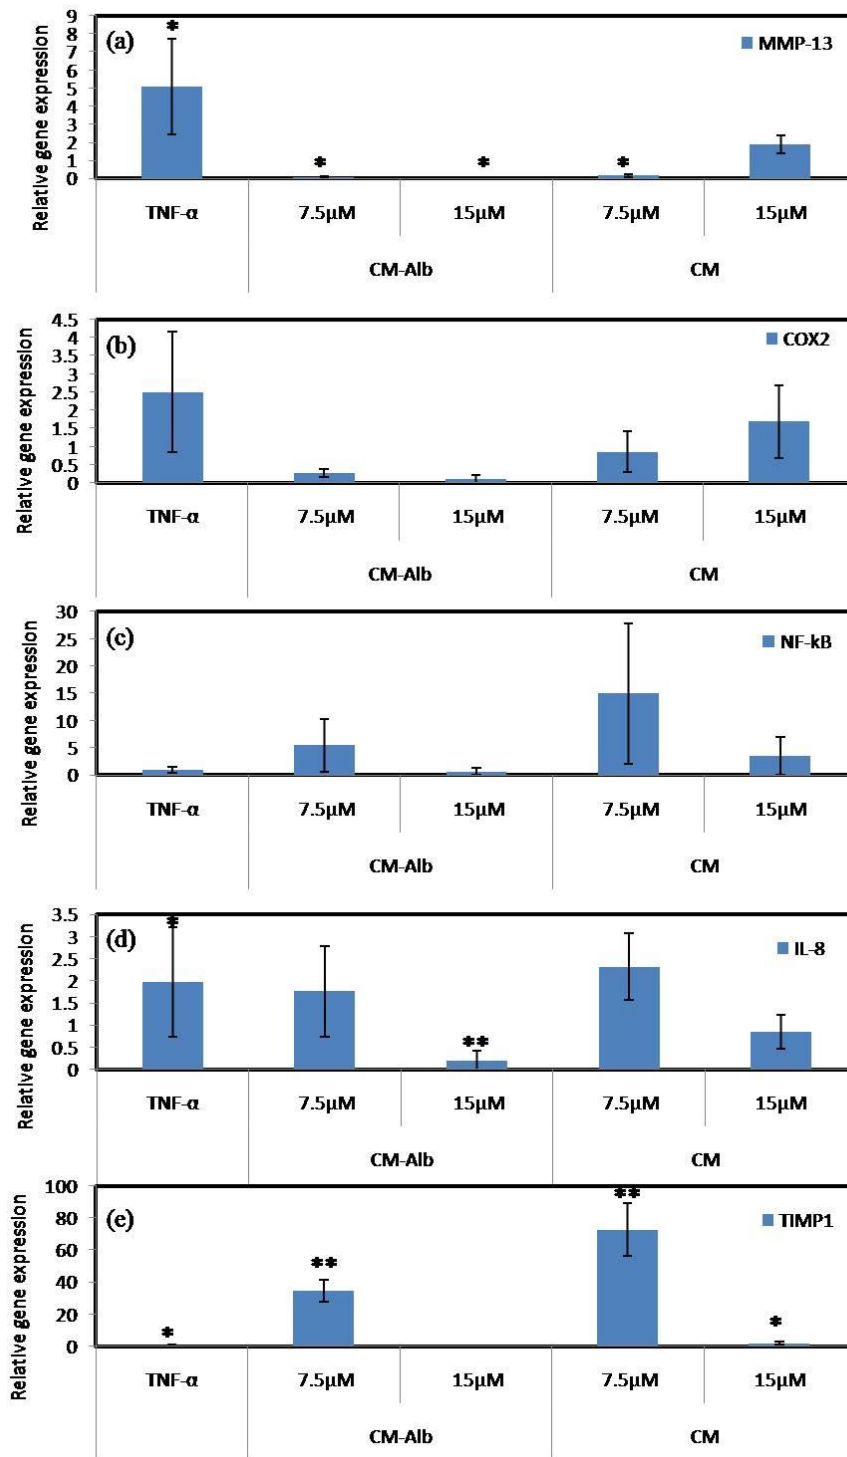 (a)
MMP-13
Relative gene expression
9
8
7
6
5
4
3
2
1
0
*
*
*
*
TNF-α 7.5µM 15µM 7.5µM 15µM
CM-Alb CM
(b)
COX2
Relative gene expression
4.5
4
3.5
3
2.5
2
1.5
1
0.5
0
TNF-α 7.5µM 15µM 7.5µM 15µM
CM-Alb CM
(c)
NF-kB
Relative gene expression
30
25
20
15
10
5
0
TNF-α 7.5µM 15µM 7.5µM 15µM
CM-Alb CM
(d)
IL-8
Relative gene expression
3.5
3
2.5
2
1.5
1
0.5
0
*
**
TNF-α 7.5µM 15µM 7.5µM 15µM
CM-Alb CM
(e)
TIMP1
Relative gene expression
100
80
60
40
20
0
*
**
**
*
TNF-α 7.5µM 15µM 7.5µM 15µM
CM-Alb CM